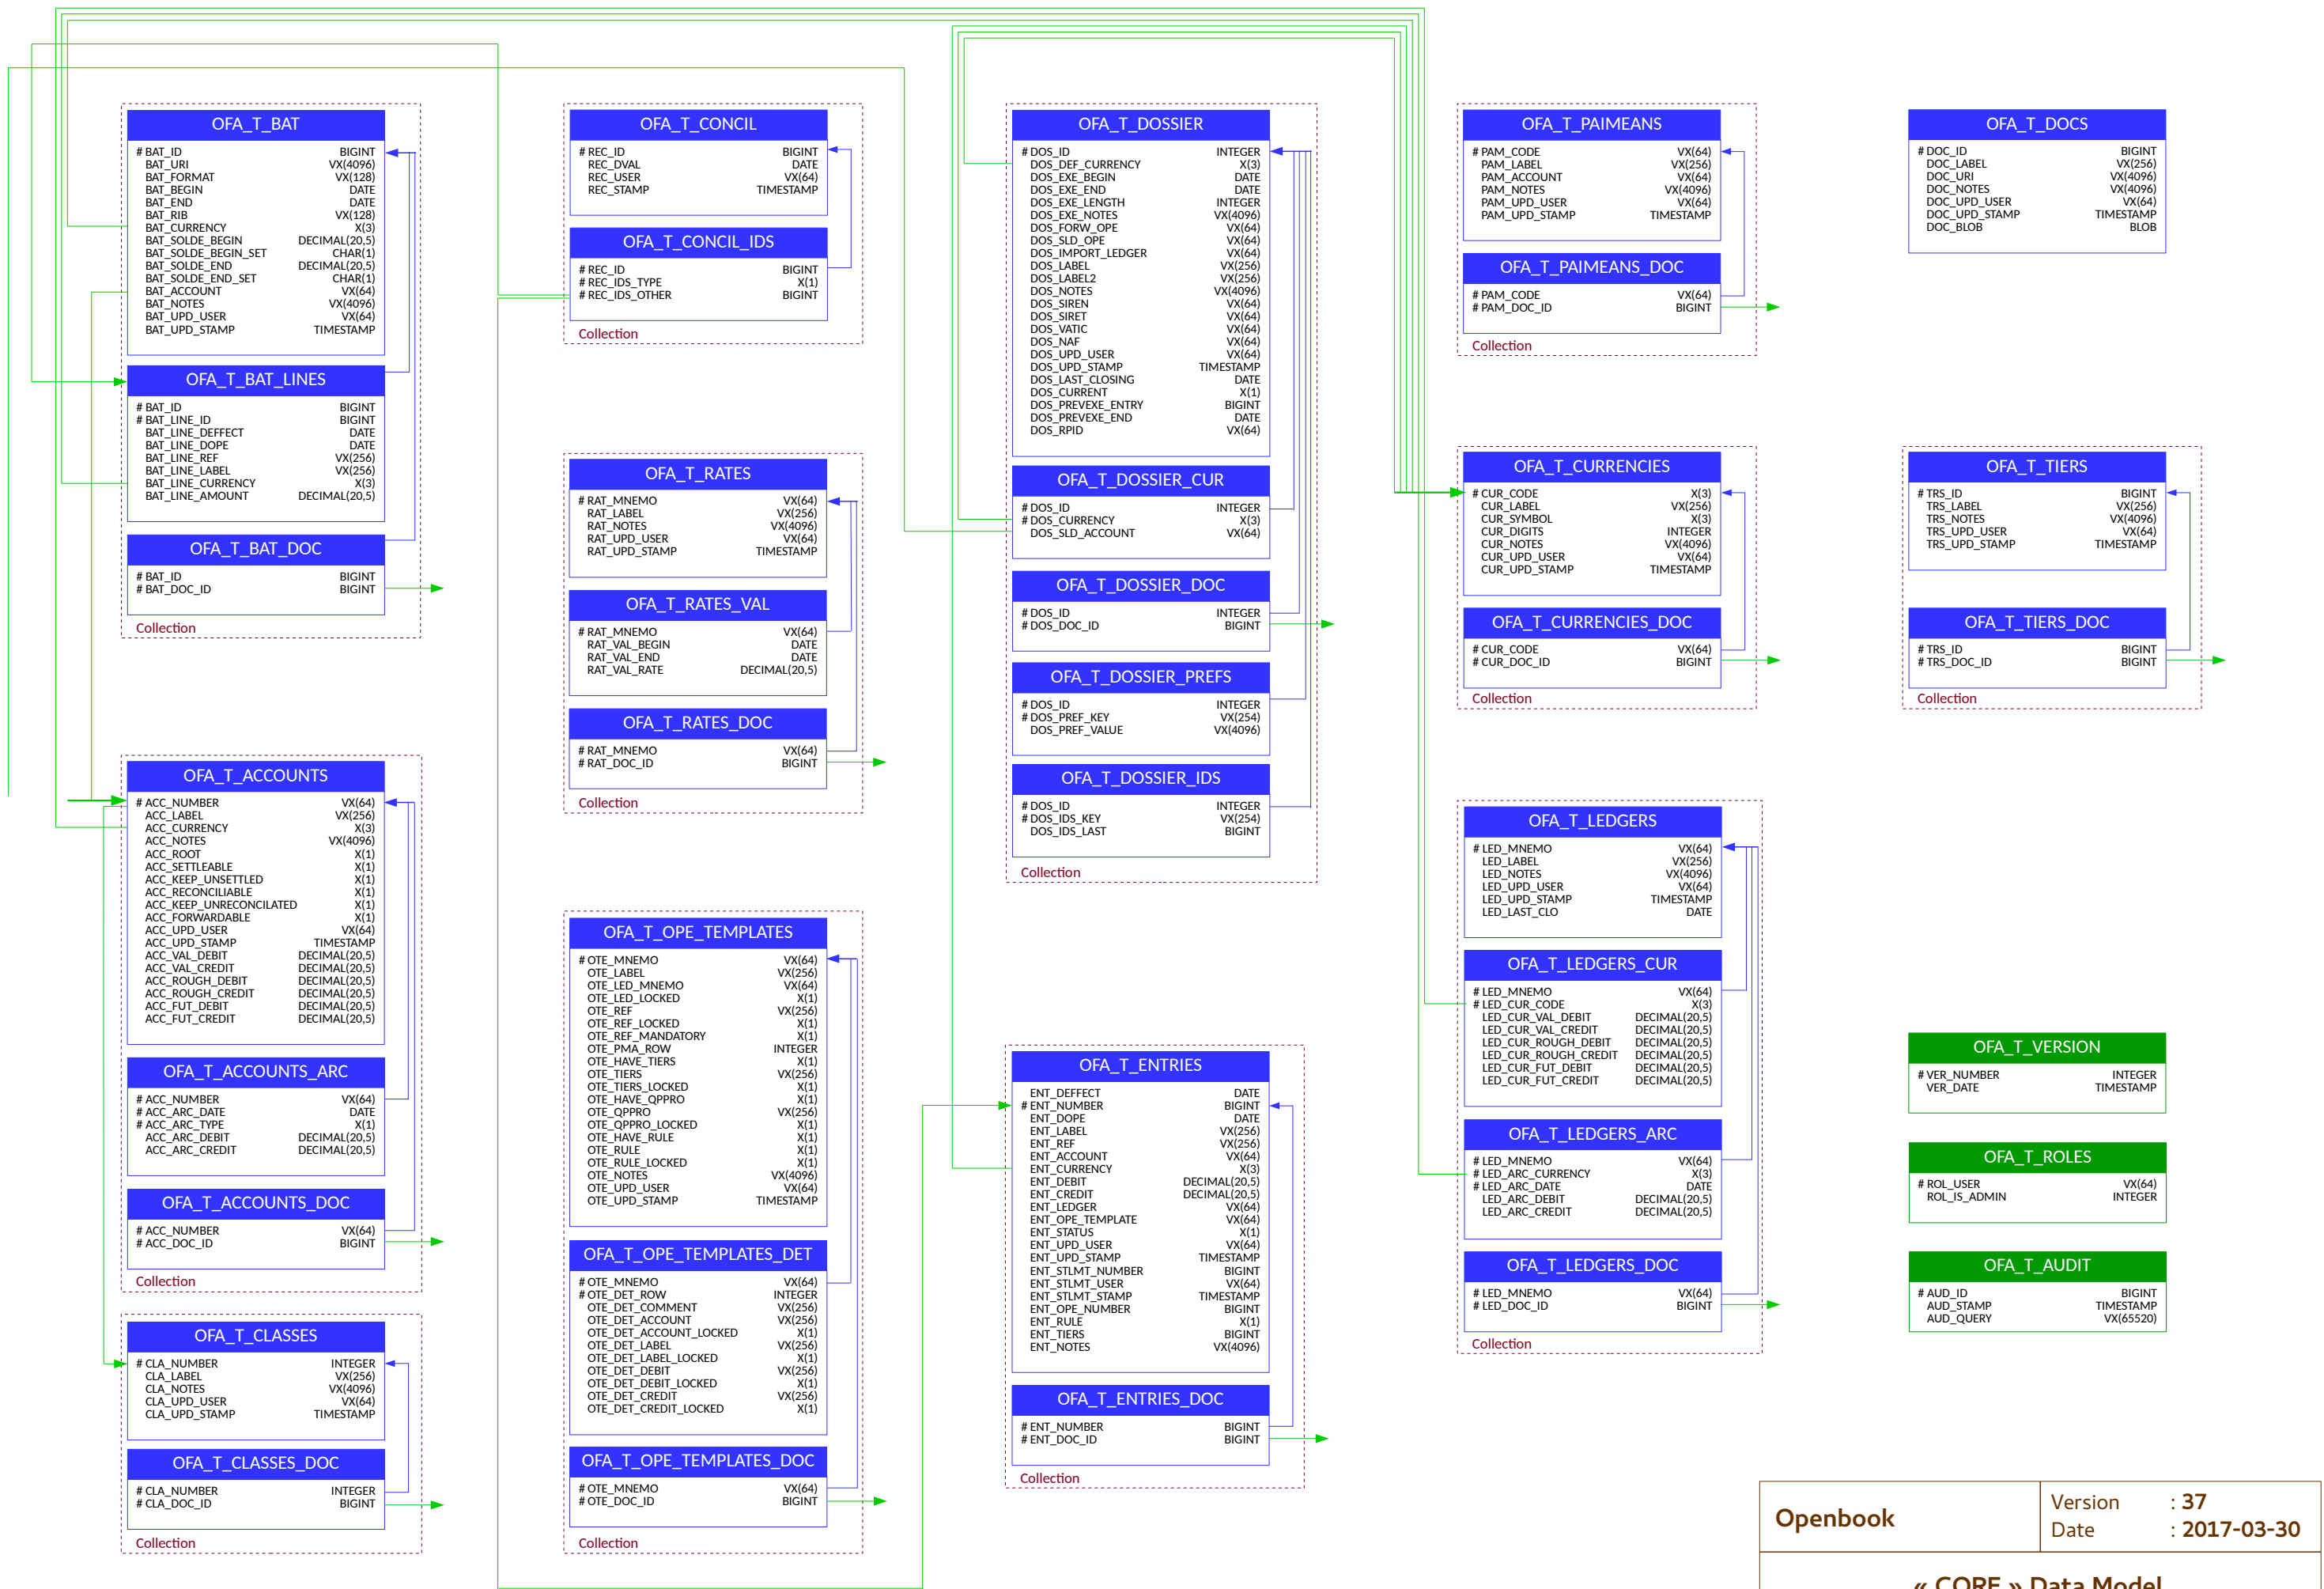 OFA_T_BAT
# BAT_ID BIGINT
BAT_URI VX(4096)
BAT_FORMAT VX(128)
BAT_BEGIN DATE
BAT_END DATE
BAT_RIB VX(128)
BAT_CURRENCY X(3)
BAT_SOLDE_BEGIN DECIMAL(20,5)
BAT_SOLDE_BEGIN_SET CHAR(1)
BAT_SOLDE_END DECIMAL(20,5)
BAT_SOLDE_END_SET CHAR(1)
BAT_ACCOUNT VX(64)
BAT_NOTES VX(4096)
BAT_UPD_USER VX(64)
BAT_UPD_STAMP TIMESTAMP
OFA_T_BAT_LINES
# BAT_ID BIGINT
# BAT_LINE_ID BIGINT
BAT_LINE_DEFFECT DATE
BAT_LINE_DOPE DATE
BAT_LINE_REF VX(256)
BAT_LINE_LABEL VX(256)
BAT_LINE_CURRENCY X(3)
BAT_LINE_AMOUNT DECIMAL(20,5)
OFA_T_BAT_DOC
# BAT_ID BIGINT
# BAT_DOC_ID BIGINT
Collection
OFA_T_ACCOUNTS
# ACC_NUMBER VX(64)
ACC_LABEL VX(256)
ACC_CURRENCY X(3)
ACC_NOTES VX(4096)
ACC_ROOT X(1)
ACC_SETTLEABLE X(1)
ACC_KEEP_UNSETTLED X(1)
ACC_RECONCILIABLE X(1)
ACC_KEEP_UNRECONCILATED X(1)
ACC_FORWARDABLE X(1)
ACC_UPD_USER VX(64)
ACC_UPD_STAMP TIMESTAMP
ACC_VAL_DEBIT DECIMAL(20,5)
ACC_VAL_CREDIT DECIMAL(20,5)
ACC_ROUGH_DEBIT DECIMAL(20,5)
ACC_ROUGH_CREDIT DECIMAL(20,5)
ACC_FUT_DEBIT DECIMAL(20,5)
ACC_FUT_CREDIT DECIMAL(20,5)
OFA_T_ACCOUNTS_ARC
# ACC_NUMBER VX(64)
# ACC_ARC_DATE DATE
# ACC_ARC_TYPE X(1)
ACC_ARC_DEBIT DECIMAL(20,5)
ACC_ARC_CREDIT DECIMAL(20,5)
OFA_T_ACCOUNTS_DOC
# ACC_NUMBER VX(64)
# ACC_DOC_ID BIGINT
Collection
OFA_T_CLASSES
# CLA_NUMBER INTEGER
CLA_LABEL VX(256)
CLA_NOTES VX(4096)
CLA_UPD_USER VX(64)
CLA_UPD_STAMP TIMESTAMP
OFA_T_CLASSES_DOC
# CLA_NUMBER INTEGER
# CLA_DOC_ID BIGINT
Collection
OFA_T_CONCIL
# REC_ID BIGINT
REC_DVAL DATE
REC_USER VX(64)
REC_STAMP TIMESTAMP
OFA_T_CONCIL_IDS
# REC_ID BIGINT
# REC_IDS_TYPE X(1)
# REC_IDS_OTHER BIGINT
Collection
OFA_T_RATES
# RAT_MNEMO VX(64)
RAT_LABEL VX(256)
RAT_NOTES VX(4096)
RAT_UPD_USER VX(64)
RAT_UPD_STAMP TIMESTAMP
OFA_T_RATES_VAL
# RAT_MNEMO VX(64)
RAT_VAL_BEGIN DATE
RAT_VAL_END DATE
RAT_VAL_RATE DECIMAL(20,5)
OFA_T_RATES_DOC
# RAT_MNEMO VX(64)
# RAT_DOC_ID BIGINT
Collection
OFA_T_OPE_TEMPLATES
# OTE_MNEMO VX(64)
OTE_LABEL VX(256)
OTE_LED_MNEMO VX(64)
OTE_LED_LOCKED X(1)
OTE_REF VX(256)
OTE_REF_LOCKED X(1)
OTE_REF_MANDATORY X(1)
OTE_PMA_ROW INTEGER
OTE_HAVE_TIERS X(1)
OTE_TIERS VX(256)
OTE_TIERS_LOCKED X(1)
OTE_HAVE_QPPRO X(1)
OTE_QPPRO VX(256)
OTE_QPPRO_LOCKED X(1)
OTE_HAVE_RULE X(1)
OTE_RULE X(1)
OTE_RULE_LOCKED X(1)
OTE_NOTES VX(4096)
OTE_UPD_USER VX(64)
OTE_UPD_STAMP TIMESTAMP
OFA_T_OPE_TEMPLATES_DET
# OTE_MNEMO VX(64)
# OTE_DET_ROW INTEGER
OTE_DET_COMMENT VX(256)
OTE_DET_ACCOUNT VX(256)
OTE_DET_ACCOUNT_LOCKED X(1)
OTE_DET_LABEL VX(256)
OTE_DET_LABEL_LOCKED X(1)
OTE_DET_DEBIT VX(256)
OTE_DET_DEBIT_LOCKED X(1)
OTE_DET_CREDIT VX(256)
OTE_DET_CREDIT_LOCKED X(1)
OFA_T_OPE_TEMPLATES_DOC
# OTE_MNEMO VX(64)
# OTE_DOC_ID BIGINT
Collection
OFA_T_DOSSIER
# DOS_ID INTEGER
DOS_DEF_CURRENCY X(3)
DOS_EXE_BEGIN DATE
DOS_EXE_END DATE
DOS_EXE_LENGTH INTEGER
DOS_EXE_NOTES VX(4096)
DOS_FORW_OPE VX(64)
DOS_SLD_OPE VX(64)
DOS_IMPORT_LEDGER VX(64)
DOS_LABEL VX(256)
DOS_LABEL2 VX(256)
DOS_NOTES VX(4096)
DOS_SIREN VX(64)
DOS_SIRET VX(64)
DOS_VATIC VX(64)
DOS_NAF VX(64)
DOS_UPD_USER VX(64)
DOS_UPD_STAMP TIMESTAMP
DOS_LAST_CLOSING DATE
DOS_CURRENT X(1)
DOS_PREVEXE_ENTRY BIGINT
DOS_PREVEXE_END DATE
DOS_RPID VX(64)
OFA_T_DOSSIER_CUR
# DOS_ID INTEGER
# DOS_CURRENCY X(3)
DOS_SLD_ACCOUNT VX(64)
OFA_T_DOSSIER_DOC
# DOS_ID INTEGER
# DOS_DOC_ID BIGINT
OFA_T_DOSSIER_PREFS
# DOS_ID INTEGER
# DOS_PREF_KEY VX(254)
DOS_PREF_VALUE VX(4096)
OFA_T_DOSSIER_IDS
# DOS_ID INTEGER
# DOS_IDS_KEY VX(254)
DOS_IDS_LAST BIGINT
Collection
OFA_T_ENTRIES
ENT_DEFFECT DATE
# ENT_NUMBER BIGINT
ENT_DOPE DATE
ENT_LABEL VX(256)
ENT_REF VX(256)
ENT_ACCOUNT VX(64)
ENT_CURRENCY X(3)
ENT_DEBIT DECIMAL(20,5)
ENT_CREDIT DECIMAL(20,5)
ENT_LEDGER VX(64)
ENT_OPE_TEMPLATE VX(64)
ENT_STATUS X(1)
ENT_UPD_USER VX(64)
ENT_UPD_STAMP TIMESTAMP
ENT_STLMT_NUMBER BIGINT
ENT_STLMT_USER VX(64)
ENT_STLMT_STAMP TIMESTAMP
ENT_OPE_NUMBER BIGINT
ENT_RULE X(1)
ENT_TIERS BIGINT
ENT_NOTES VX(4096)
OFA_T_ENTRIES_DOC
# ENT_NUMBER BIGINT
# ENT_DOC_ID BIGINT
Collection
OFA_T_PAIMEANS
# PAM_CODE VX(64)
PAM_LABEL VX(256)
PAM_ACCOUNT VX(64)
PAM_NOTES VX(4096)
PAM_UPD_USER VX(64)
PAM_UPD_STAMP TIMESTAMP
OFA_T_PAIMEANS_DOC
# PAM_CODE VX(64)
# PAM_DOC_ID BIGINT
Collection
OFA_T_CURRENCIES
# CUR_CODE X(3)
CUR_LABEL VX(256)
CUR_SYMBOL X(3)
CUR_DIGITS INTEGER
CUR_NOTES VX(4096)
CUR_UPD_USER VX(64)
CUR_UPD_STAMP TIMESTAMP
OFA_T_CURRENCIES_DOC
# CUR_CODE VX(64)
# CUR_DOC_ID BIGINT
Collection
OFA_T_LEDGERS
# LED_MNEMO VX(64)
LED_LABEL VX(256)
LED_NOTES VX(4096)
LED_UPD_USER VX(64)
LED_UPD_STAMP TIMESTAMP
LED_LAST_CLO DATE
OFA_T_LEDGERS_CUR
# LED_MNEMO VX(64)
# LED_CUR_CODE X(3)
LED_CUR_VAL_DEBIT DECIMAL(20,5)
LED_CUR_VAL_CREDIT DECIMAL(20,5)
LED_CUR_ROUGH_DEBIT DECIMAL(20,5)
LED_CUR_ROUGH_CREDIT DECIMAL(20,5)
LED_CUR_FUT_DEBIT DECIMAL(20,5)
LED_CUR_FUT_CREDIT DECIMAL(20,5)
OFA_T_LEDGERS_ARC
# LED_MNEMO VX(64)
# LED_ARC_CURRENCY X(3)
# LED_ARC_DATE DATE
LED_ARC_DEBIT DECIMAL(20,5)
LED_ARC_CREDIT DECIMAL(20,5)
OFA_T_LEDGERS_DOC
# LED_MNEMO VX(64)
# LED_DOC_ID BIGINT
Collection
OFA_T_DOCS
# DOC_ID BIGINT
DOC_LABEL VX(256)
DOC_URI VX(4096)
DOC_NOTES VX(4096)
DOC_UPD_USER VX(64)
DOC_UPD_STAMP TIMESTAMP
DOC_BLOB BLOB
OFA_T_TIERS
# TRS_ID BIGINT
TRS_LABEL VX(256)
TRS_NOTES VX(4096)
TRS_UPD_USER VX(64)
TRS_UPD_STAMP TIMESTAMP
OFA_T_TIERS_DOC
# TRS_ID BIGINT
# TRS_DOC_ID BIGINT
Collection
OFA_T_VERSION
# VER_NUMBER INTEGER
VER_DATE TIMESTAMP
OFA_T_ROLES
# ROL_USER VX(64)
ROL_IS_ADMIN INTEGER
OFA_T_AUDIT
# AUD_ID BIGINT
AUD_STAMP TIMESTAMP
AUD_QUERY VX(65520)
Openbook
Version : 37
Date : 2017-03-30
« CORE » Data Model